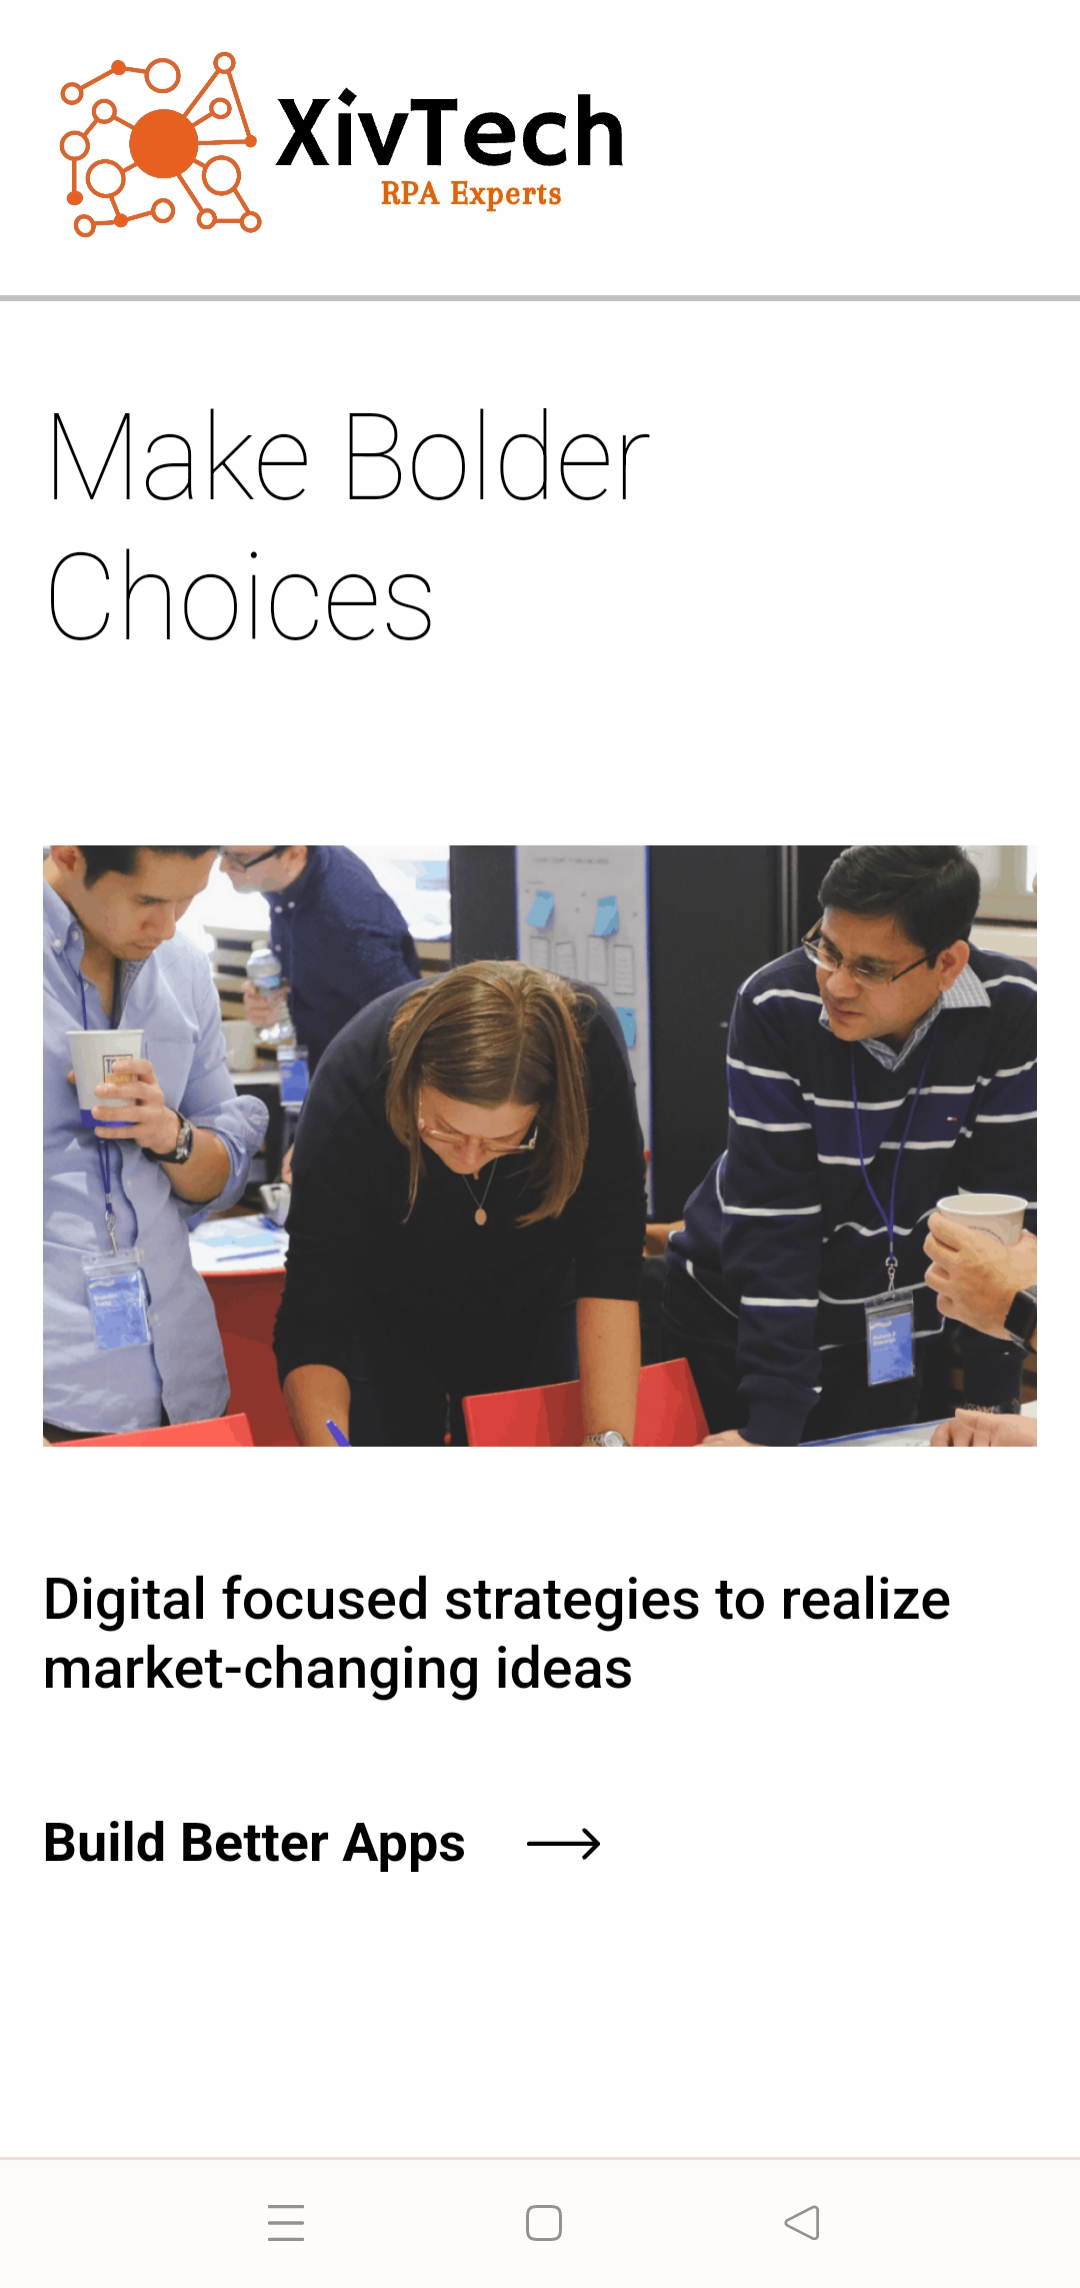 XivTech
RPA Experts
Make Bolder
Choices
Digital focused strategies to realize
market-changing ideas
Build Better Apps